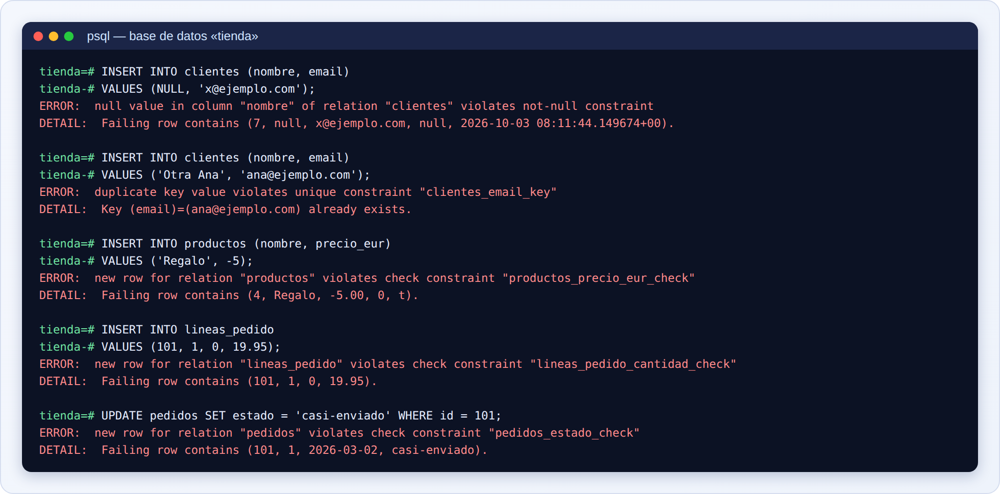 psql — base de datos «tienda»
tienda=# INSERT INTO clientes (nombre, email)
tienda-# VALUES (NULL, 'x@ejemplo.com');
ERROR:  null value in column "nombre" of relation "clientes" violates not-null constraint
DETAIL:  Failing row contains (7, null, x@ejemplo.com, null, 2026-10-03 08:11:44.149674+00).
tienda=# INSERT INTO clientes (nombre, email)
tienda-# VALUES ('Otra Ana', 'ana@ejemplo.com');
ERROR:  duplicate key value violates unique constraint "clientes_email_key"
DETAIL:  Key (email)=(ana@ejemplo.com) already exists.
tienda=# INSERT INTO productos (nombre, precio_eur)
tienda-# VALUES ('Regalo', -5);
ERROR:  new row for relation "productos" violates check constraint "productos_precio_eur_check"
DETAIL:  Failing row contains (4, Regalo, -5.00, 0, t).
tienda=# INSERT INTO lineas_pedido
tienda-# VALUES (101, 1, 0, 19.95);
ERROR:  new row for relation "lineas_pedido" violates check constraint "lineas_pedido_cantidad_check"
DETAIL:  Failing row contains (101, 1, 0, 19.95).
tienda=# UPDATE pedidos SET estado = 'casi-enviado' WHERE id = 101;
ERROR:  new row for relation "pedidos" violates check constraint "pedidos_estado_check"
DETAIL:  Failing row contains (101, 1, 2026-03-02, casi-enviado).